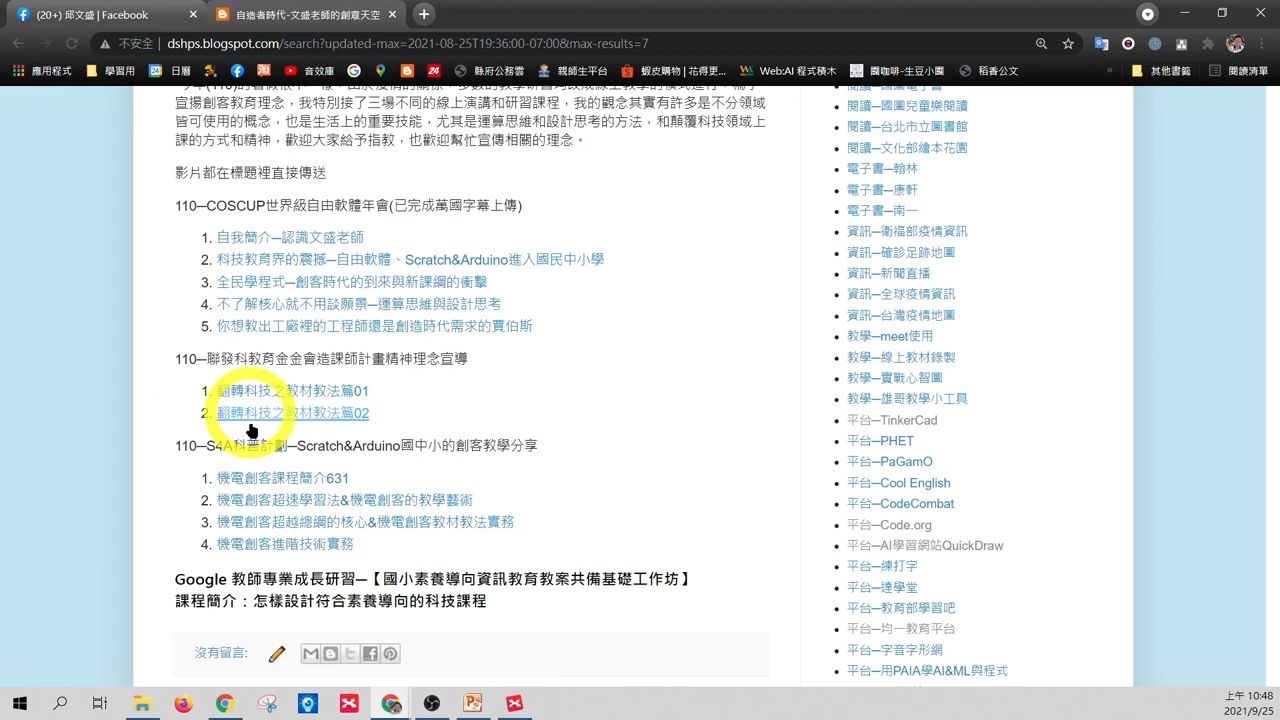 (20+) 邱文盛 | Facebook
自造者時代-文盛老師的創意天空
不安全 | dshps.blogspot.com/search?updated-max=2021-08-25T19:36:00-07:00&max-results=7
應用程式
學習用
日曆
音效庫
縣府公務雲
親師生平台
蝦皮購物 | 花得更...
Web:AI 程式積木
團咖啡-生豆小圖
稻香公文
»
其他書籤
閱讀清單
宣揚創客教育理念，我特別接了三場不同的線上演講和研習課程，我的觀念其實有許多是不分領域
皆可使用的概念，也是生活上的重要技能，尤其是運算思維和設計思考的方法，和顛覆科技領域上
課的方式和精神，歡迎大家給予指教，也歡迎幫忙宣傳相關的理念。
影片都在標題裡直接傳送
110─COSCUP世界級自由軟體年會(已完成萬國字幕上傳)
1. 自我簡介─認識文盛老師
2. 科技教育界的震撼─自由軟體、Scratch&Arduino進入國民中小學
3. 全民學程式─創客時代的到來與新課綱的衝擊
4. 不了解核心就不用談願景─運算思維與設計思考
5. 你想教出工廠裡的工程師還是創造時代需求的賈伯斯
110─聯發科教育金金會造課師計畫精神理念宣導
1. 翻轉科技之教材教法篇01
2. 翻轉科技之教材教法篇02
110─S4A科普計劃─Scratch&Arduino國中小的創客教學分享
1. 機電創客課程簡介631
2. 機電創客超速學習法&機電創客的教學藝術
3. 機電創客超越總綱的核心&機電創客教材教法實務
4. 機電創客進階技術實務
Google 教師專業成長研習─【國小素養導向資訊教育教案共備基礎工作坊】
課程簡介：怎樣設計符合素養導向的科技課程
沒有留言:
閱讀─國圖兒童樂閱讀
閱讀─台北市立圖書館
閱讀─文化部繪本花園
電子書─翰林
電子書─康軒
電子書─南一
資訊─衛福部疫情資訊
資訊─確診足跡地圖
資訊─新聞直播
資訊─全球疫情資訊
資訊─台灣疫情地圖
教學─meet使用
教學─線上教材錄製
教學─實戰心智圖
教學─雄哥教學小工具
平台─TinkerCad
平台─PHET
平台─PaGamO
平台─Cool English
平台─CodeCombat
平台─Code.org
平台─AI學習網站QuickDraw
平台─練打字
平台─達學堂
平台─教育部學習吧
平台─均一教育平台
平台─字音字形網
平台─用PAIA學AI&ML與程式
上午 10:48
2021/9/25